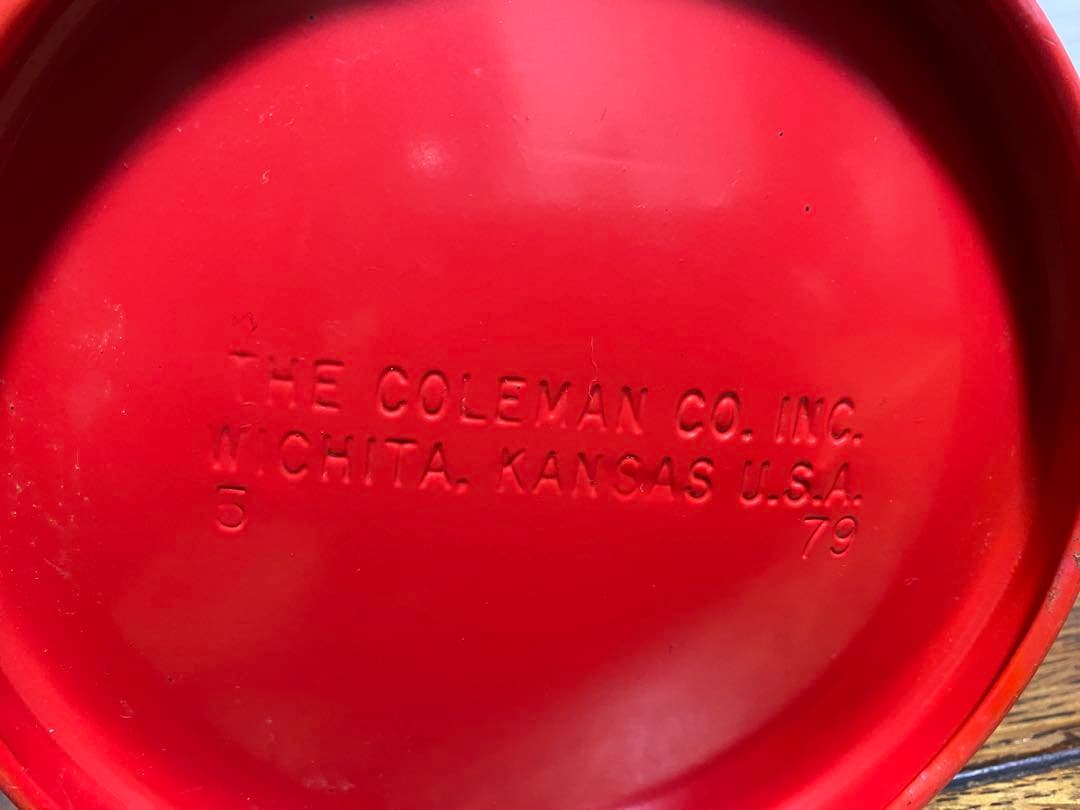 THE COLEMAN CO. INC.
WICHITA, KANSAS U.S.A.
5 79